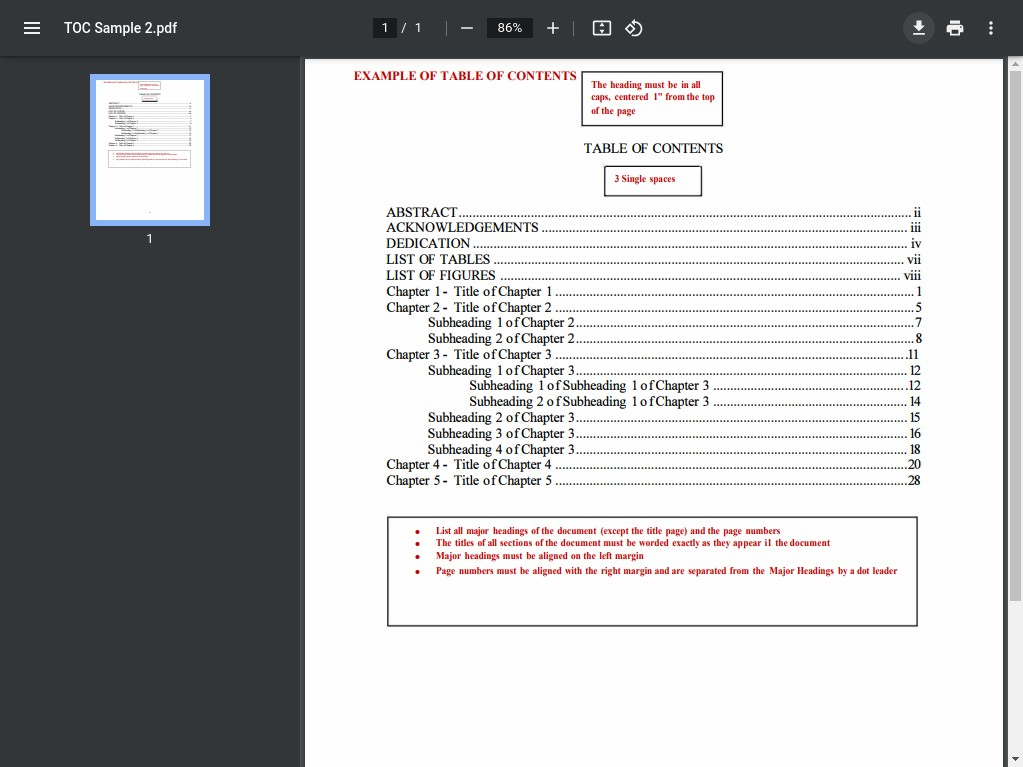 TOC Sample 2.pdf
1 / 1
86%
1
EXAMPLE OF TABLE OF CONTENTS
The heading must be in all
caps, centered 1" from the top
of the page
TABLE OF CONTENTS
3 Single spaces
ABSTRACT ii
ACKNOWLEDGEMENTS iii
DEDICATION iv
LIST OF TABLES vii
LIST OF FIGURES viii
Chapter 1 - Title of Chapter 1 1
Chapter 2 - Title of Chapter 2 5
Subheading 1 of Chapter 2 7
Subheading 2 of Chapter 2 8
Chapter 3 - Title of Chapter 3 11
Subheading 1 of Chapter 3 12
Subheading 1 of Subheading 1 of Chapter 3 12
Subheading 2 of Subheading 1 of Chapter 3 14
Subheading 2 of Chapter 3 15
Subheading 3 of Chapter 3 16
Subheading 4 of Chapter 3 18
Chapter 4 - Title of Chapter 4 20
Chapter 5 - Title of Chapter 5 28
• List all major headings of the document (except the title page) and the page numbers
• The titles of all sections of the document must be worded exactly as they appear i1 the document
• Major headings must be aligned on the left margin
• Page numbers must be aligned with the right margin and are separated from the Major Headings by a dot leader